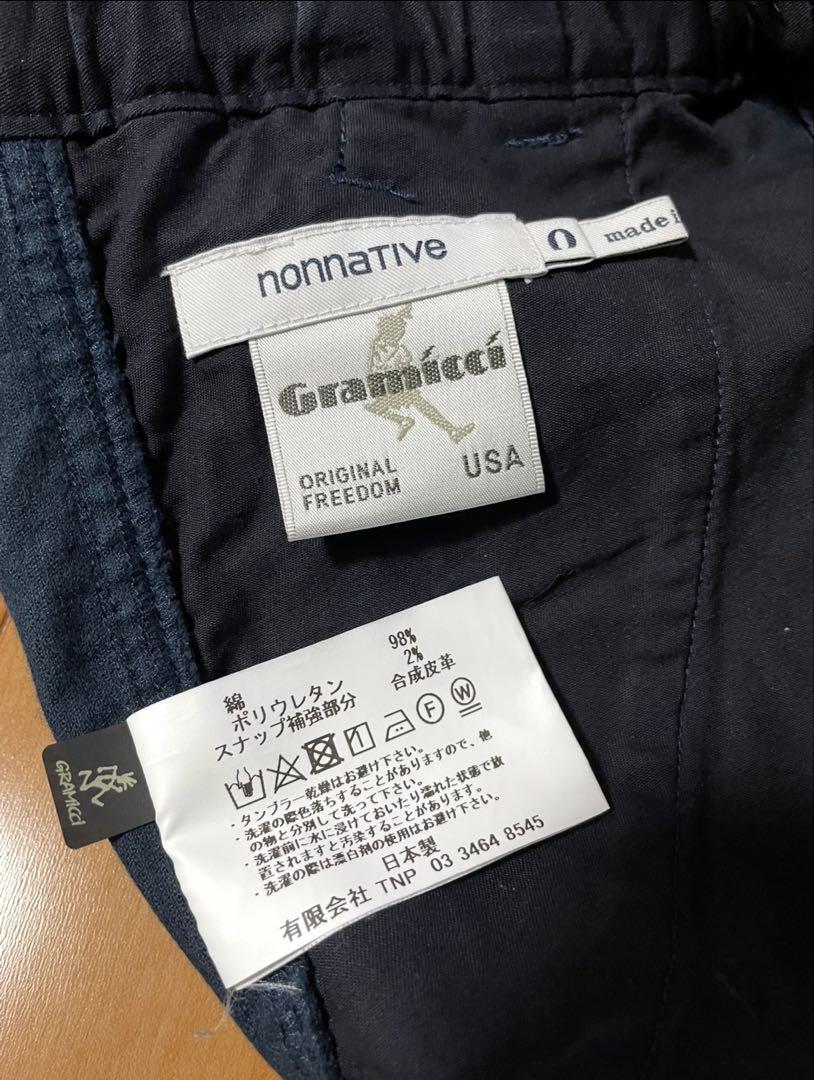 nonnaTive
0
made i
Gramicci
ORIGINAL
FREEDOM
USA
綿 98%
ポリウレタン 2%
スナップ補強部分 合成皮革
F W
・タンブラー乾燥はお避け下さい。
・洗濯の際色落ちすることがありますので、他
の物と分別して洗って下さい。
・洗濯前に水に浸けておいたり濡れた状態で放
置されますと汚染することがあります。
・洗濯の際は漂白剤の使用はお避け下さい。
日本製
有限会社 TNP 03 3464 8545
GRAMiCCi